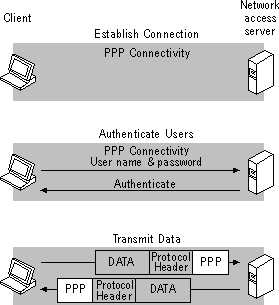 Client
Network
access
server
Establish Connection
PPP Connectivity
Authenticate Users
PPP Connectivity
User name & password
Authenticate
Transmit Data
DATA Protocol Header PPP
PPP Protocol Header DATA